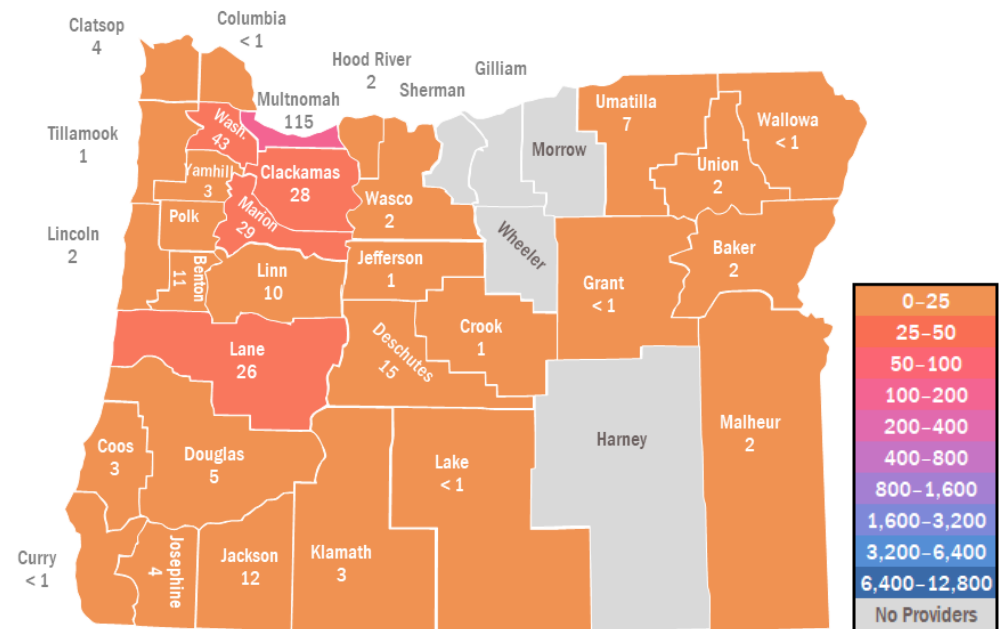 Clatsop
4
Columbia
< 1
Hood River
2
Gilliam
Sherman
Multnomah
115
Tillamook
1
Wash.
43
Clackamas
28
Yamhill
3
Marion
29
Polk
Lincoln
2
Benton
11
Linn
10
Wasco
2
Jefferson
1
Morrow
Wheeler
Umatilla
7
Union
2
Wallowa
< 1
Baker
2
Grant
< 1
Crook
1
Deschutes
15
Lane
26
Coos
3
Douglas
5
Lake
< 1
Harney
Malheur
2
Curry
< 1
Josephine
4
Jackson
12
Klamath
3
0–25
25–50
50–100
100–200
200–400
400–800
800–1,600
1,600–3,200
3,200–6,400
6,400–12,800
No Providers